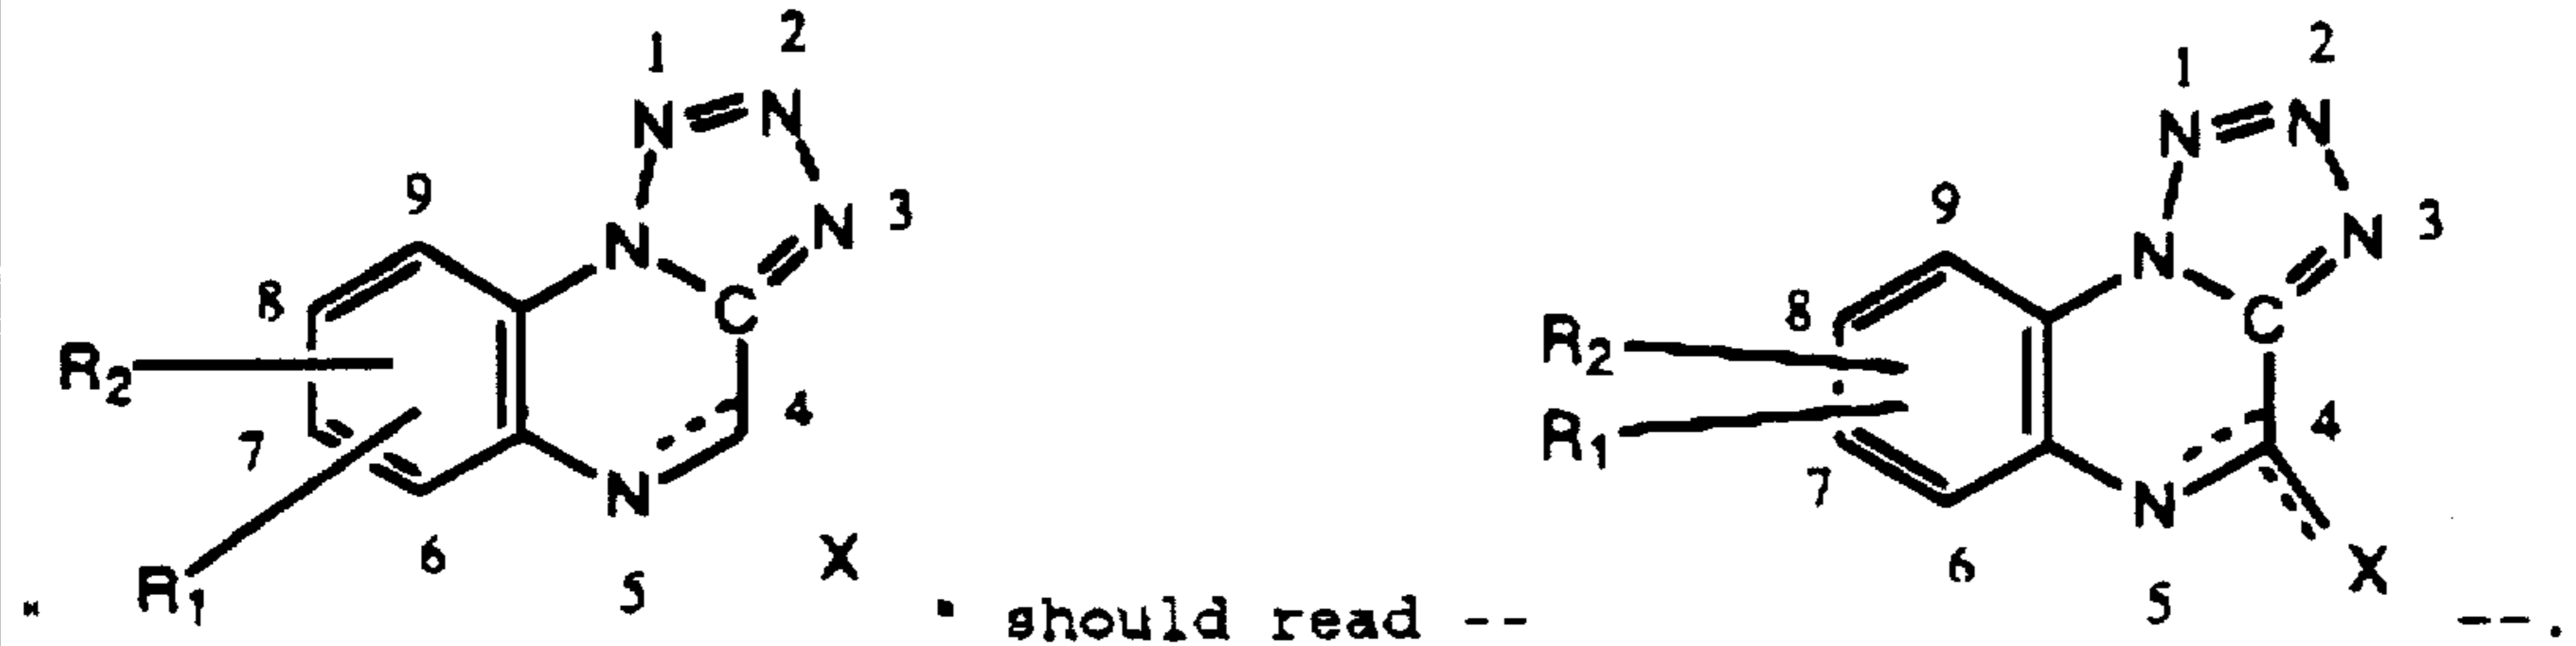 1 2 1 2
N N N N
9 N 3 9 N 3
8 N C 8 N C
R2 4 R2 4
7 N R1 N
R1 6 5 X 7 6 5 X
" " should read -- --.